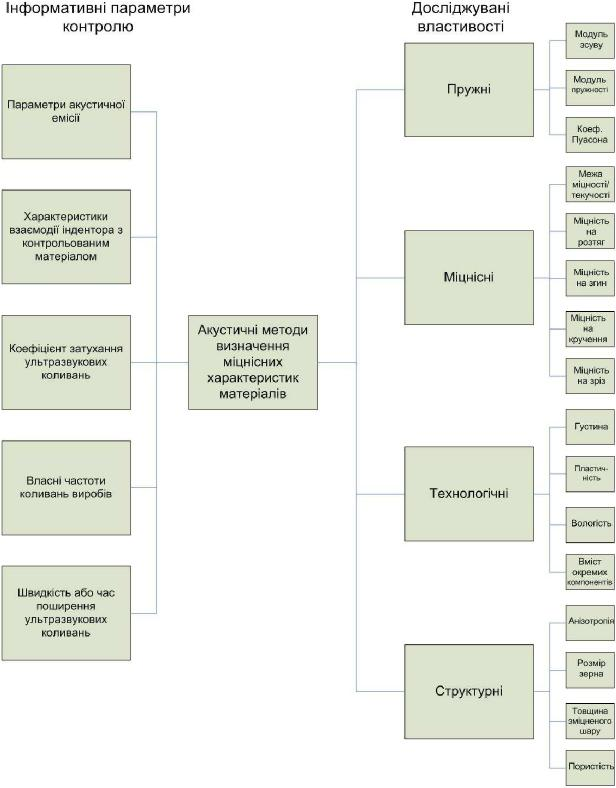 Інформативні параметри
контролю
Досліджувані
властивості
Параметри акустичної
емісії
Характеристики
взаємодії індентора з
контрольованим
матеріалом
Коефіцієнт затухання
ультразвукових
коливань
Власні частоти
коливань виробів
Швидкість або час
поширення
ультразвукових
коливань
Акустичні методи
визначення
міцнісних
характеристик
матеріалів
Пружні
Модуль
зсуву
Модуль
пружності
Коеф.
Пуасона
Міцнісні
Межа
міцності/
текучості
Міцність
на
розтяг
Міцність
на згин
Міцність
на
кручення
Міцність
на зріз
Технологічні
Густина
Пластич-
ність
Вологість
Вміст
окремих
компонентів
Структурні
Анізотропія
Розмір
зерна
Товщина
зміцненого
шару
Пористість